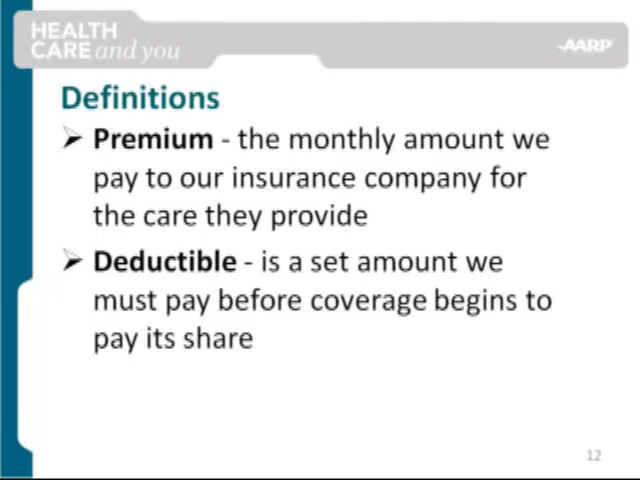 HEALTH
CARE and you
AARP
Definitions
➢ Premium - the monthly amount we
pay to our insurance company for
the care they provide
➢ Deductible - is a set amount we
must pay before coverage begins to
pay its share
12